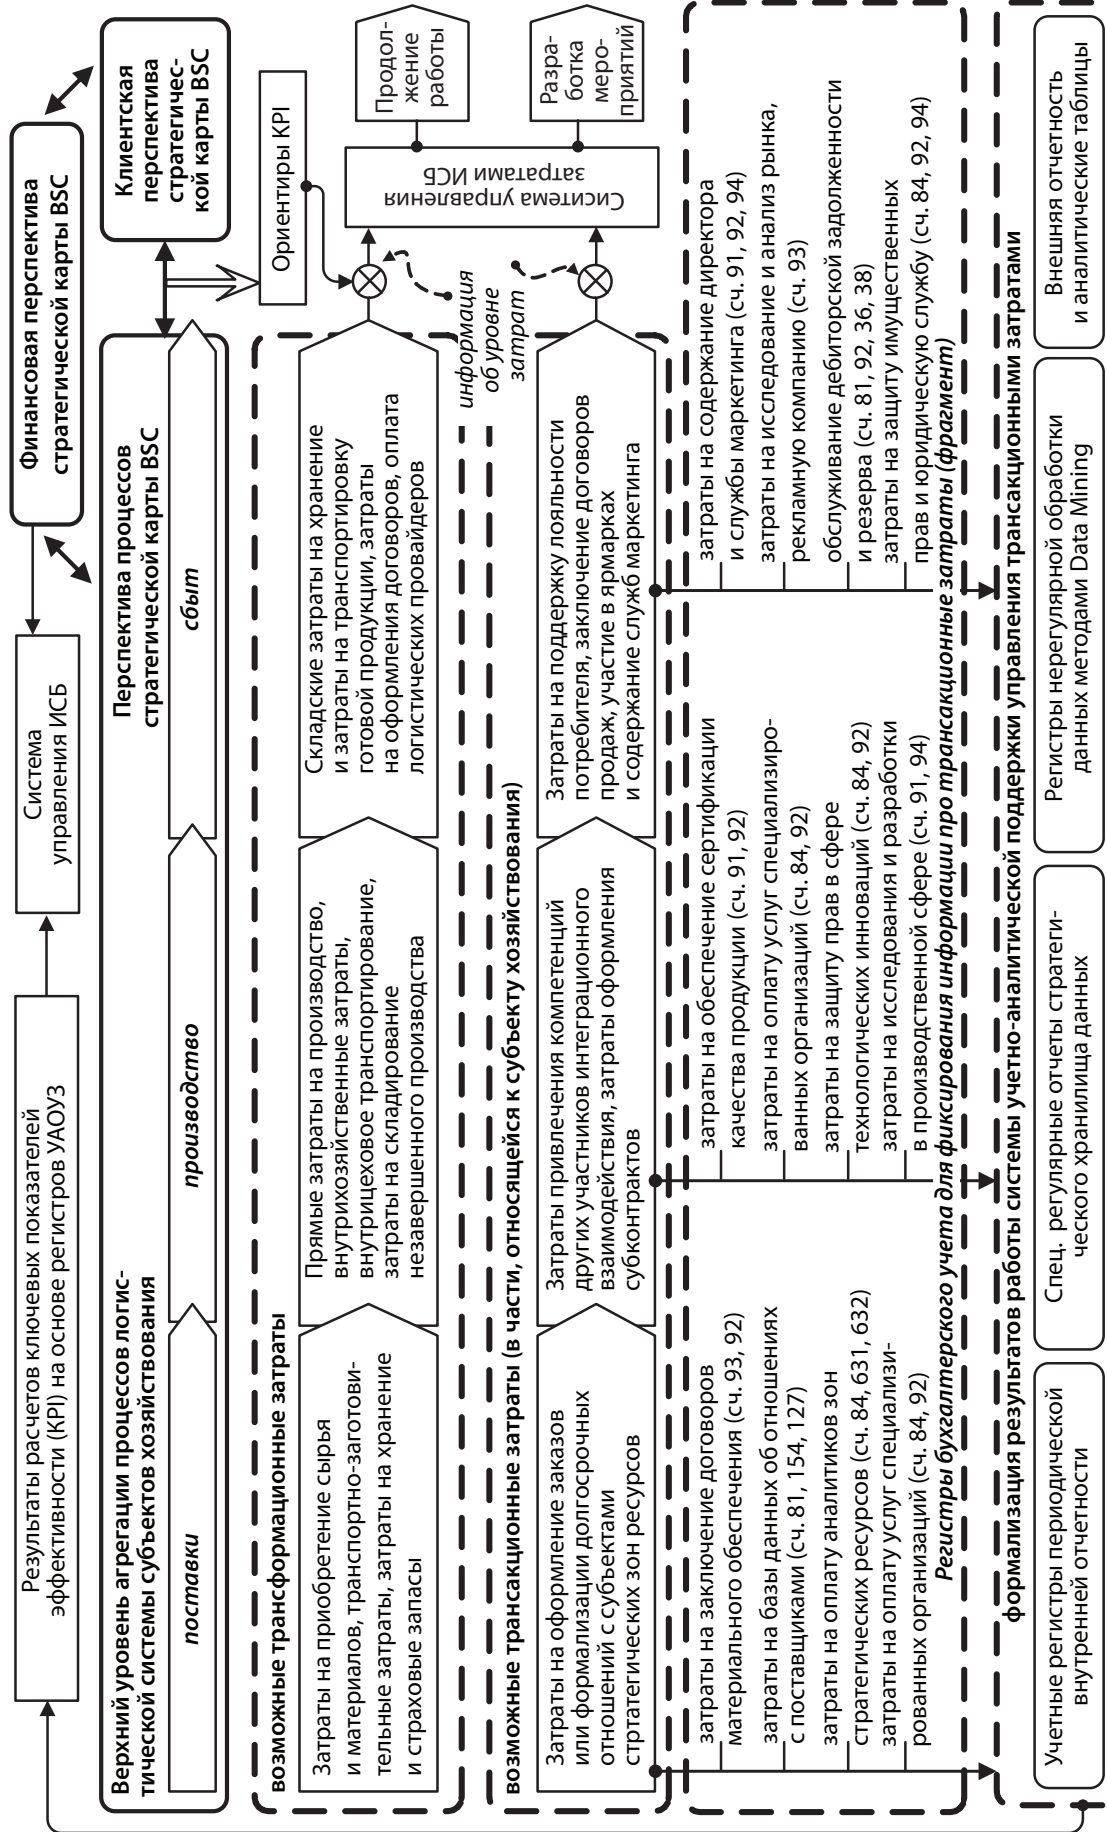 Результаты расчетов ключевых показателей
эффективности (KPI) на основе регистров УАОУЗ
Система
управления ИСБ
Финансовая перспектива
стратегической карты BSC
Верхний уровень агрегации процессов логис-
тической системы субъектов хозяйствования
Перспектива процессов
стратегической карты BSC
поставки
производство
сбыт
Клиентская
перспектива
стратегичес-
кой карты BSC
Ориентиры KPI
возможные трансформационные затраты
Затраты на приобретение сырья
и материалов, транспортно-заготови-
тельные затраты, затраты на хранение
и страховые запасы
Прямые затраты на производство,
внутрихозяйственные затраты,
внутрицеховое транспортирование,
затраты на складирование
незавершенного производства
Складские затраты на хранение
и затраты на транспортировку
готовой продукции, затраты
на оформления договоров, оплата
логистических провайдеров
информация
об уровне
затрат
Сиситема управления
затратами ИСБ
Продол-
жение
работы
Разра-
ботка
меро-
приятий
возможные трансакционные затраты (в части, относящейся к субъекту хозяйствования)
Затраты на оформление заказов
или формализации долгосрочных
отношений с субъектами
стртатегических зон ресурсов
Затраты привлечения компетенций
других участников интеграционного
взаимодействия, затраты оформления
субконтрактов
Затраты на поддержку лояльности
потребителя, заключение договоров
продаж, участие в ярмарках
и содержание служб маркетинга
затраты на заключение договоров
материального обеспечения (сч. 93, 92)
затраты на базы данных об отношениях
с поставщиками (сч. 81, 154, 127)
затраты на оплату аналитиков зон
стратегических ресурсов (сч. 84, 631, 632)
затраты на оплату услуг специализи-
рованных организаций (сч. 84, 92)
затраты на обеспечение сертификации
качества продукции (сч. 91, 92)
затраты на оплату услуг специализиро-
ванных организаций (сч. 84, 92)
затраты на защиту прав в сфере
технологических инноваций (сч. 84, 92)
затраты на исследования и разработки
в производственной сфере (сч. 91, 94)
затраты на содержание директора
и службы маркетинга (сч. 91, 92, 94)
затраты на исследование и анализ рынка,
рекламную компанию (сч. 93)
обслуживание дебиторской задолженности
и резерва (сч. 81, 92, 36, 38)
затраты на защиту имущественных
прав и юридическую службу (сч. 84, 92, 94)
Регистры бухгалтерского учета для фиксирования информации про трансакционные затраты (фрагмент)
формализация результатов работы системы учетно-аналитической поддержки управления трансакционными затратами
Учетные регистры периодической
внутренней отчетности
Спец. регулярные отчеты стратеги-
ческого хранилища данных
Регистры нерегулярной обработки
данных методами Data Mining
Внешняя отчетность
и аналитические таблицы